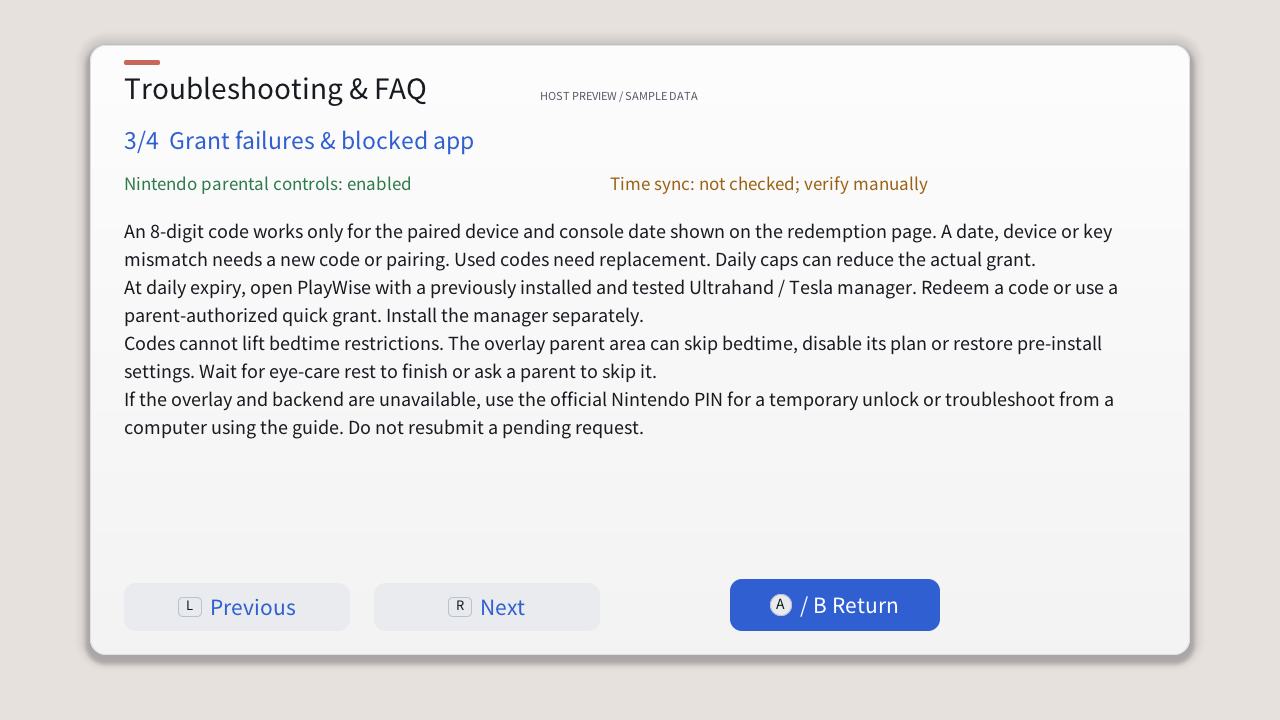 Troubleshooting & FAQ
HOST PREVIEW / SAMPLE DATA
3/4 Grant failures & blocked app
Nintendo parental controls: enabled
Time sync: not checked; verify manually
An 8-digit code works only for the paired device and console date shown on the redemption page. A date, device or key
mismatch needs a new code or pairing. Used codes need replacement. Daily caps can reduce the actual grant.
At daily expiry, open PlayWise with a previously installed and tested Ultrahand / Tesla manager. Redeem a code or use a
parent-authorized quick grant. Install the manager separately.
Codes cannot lift bedtime restrictions. The overlay parent area can skip bedtime, disable its plan or restore pre-install
settings. Wait for eye-care rest to finish or ask a parent to skip it.
If the overlay and backend are unavailable, use the official Nintendo PIN for a temporary unlock or troubleshoot from a
computer using the guide. Do not resubmit a pending request.
L Previous
R Next
A / B Return